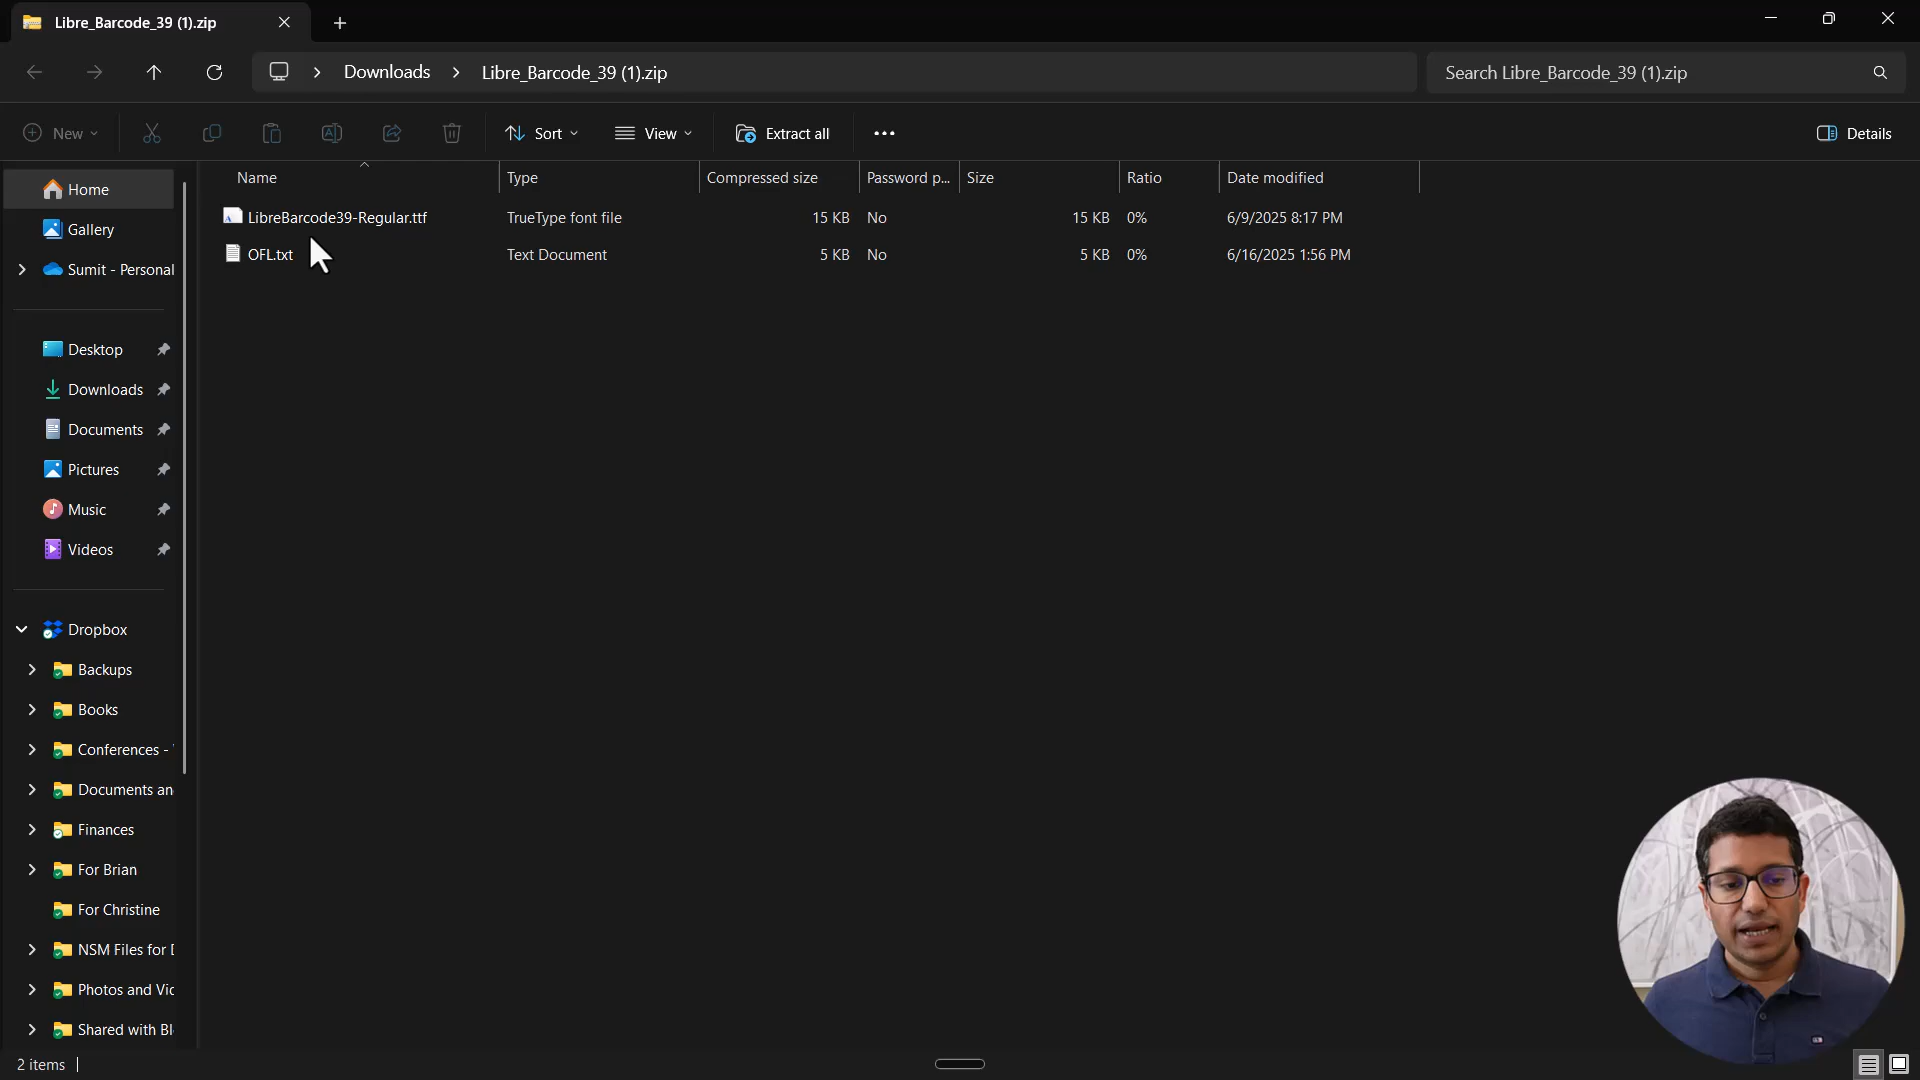 Libre_Barcode_39 (1).zip
Downloads
Libre_Barcode_39 (1).zip
Search Libre_Barcode_39 (1).zip
New
Sort
View
Extract all
Details
Name
Type
Compressed size
Password p...
Size
Ratio
Date modified
LibreBarcode39-Regular.ttf
TrueType font file
15 KB
No
15 KB
0%
6/9/2025 8:17 PM
OFL.txt
Text Document
5 KB
No
5 KB
0%
6/16/2025 1:56 PM
Home
Gallery
Sumit - Personal
Desktop
Downloads
Documents
Pictures
Music
Videos
Dropbox
Backups
Books
Conferences -
Documents an
Finances
For Brian
For Christine
NSM Files for
Photos and Vi
Shared with Bl
2 items